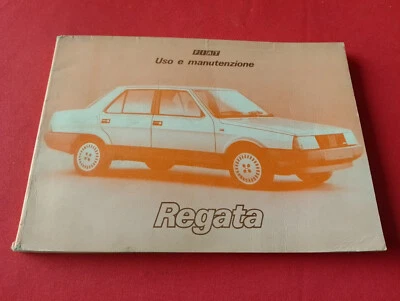 FIAT
Uso e manutenzione
Regata